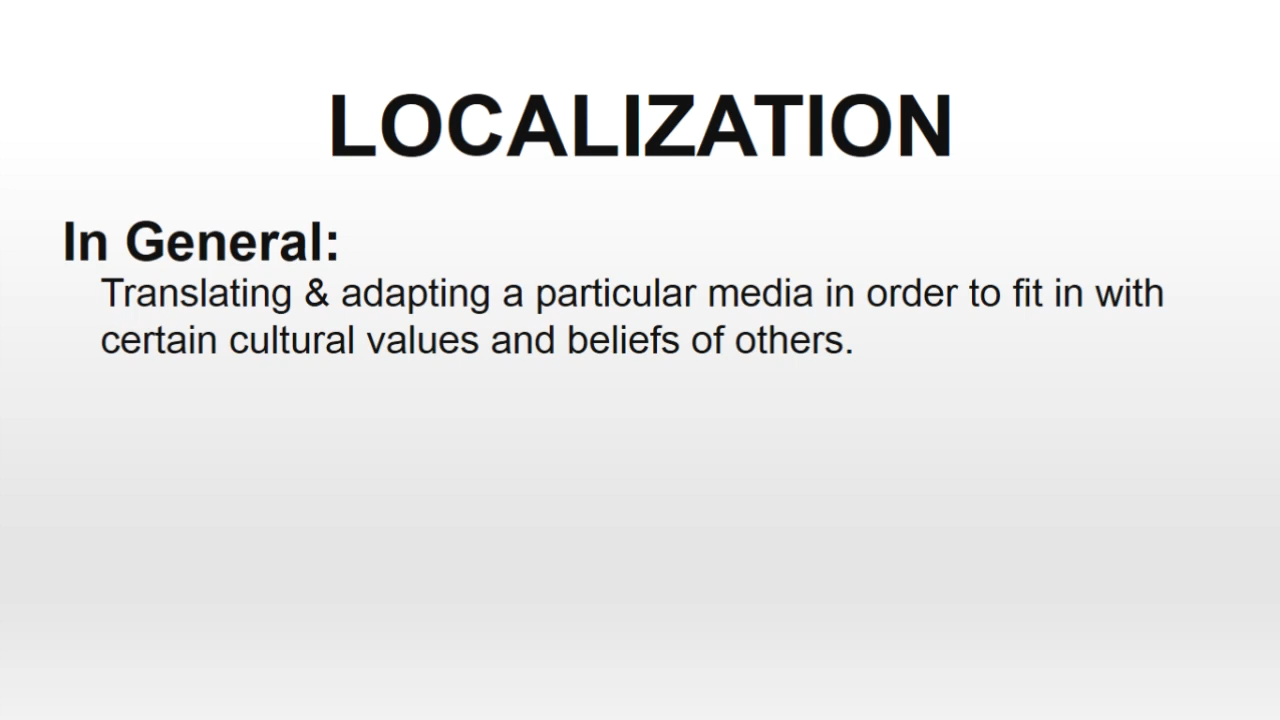 LOCALIZATION
In General:
Translating & adapting a particular media in order to fit in with
certain cultural values and beliefs of others.